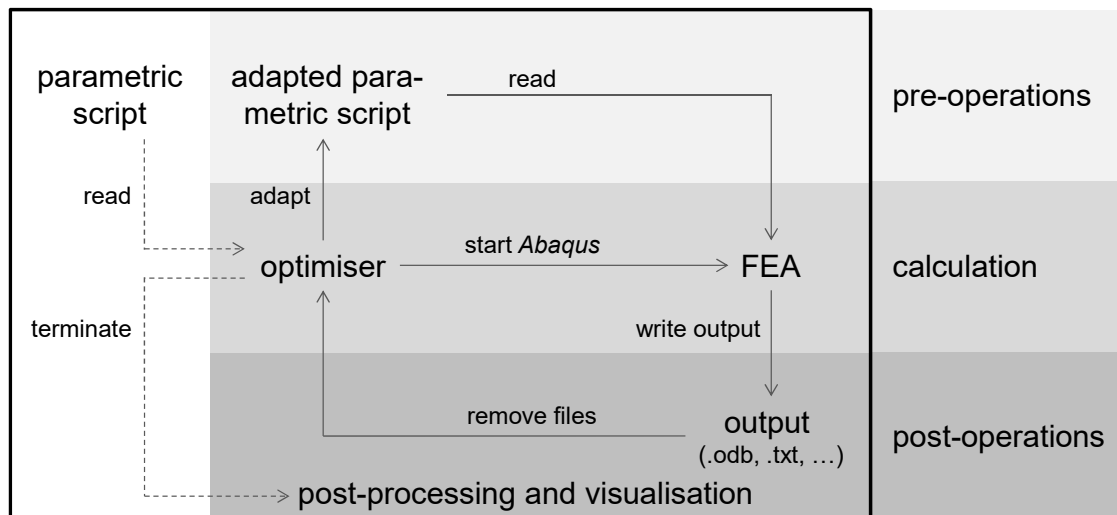 parametric
script
adapted para-
metric script
read
pre-operations
read
adapt
optimiser
start Abaqus
FEA
calculation
terminate
write output
remove files
output
(.odb, .txt, …)
post-operations
post-processing and visualisation